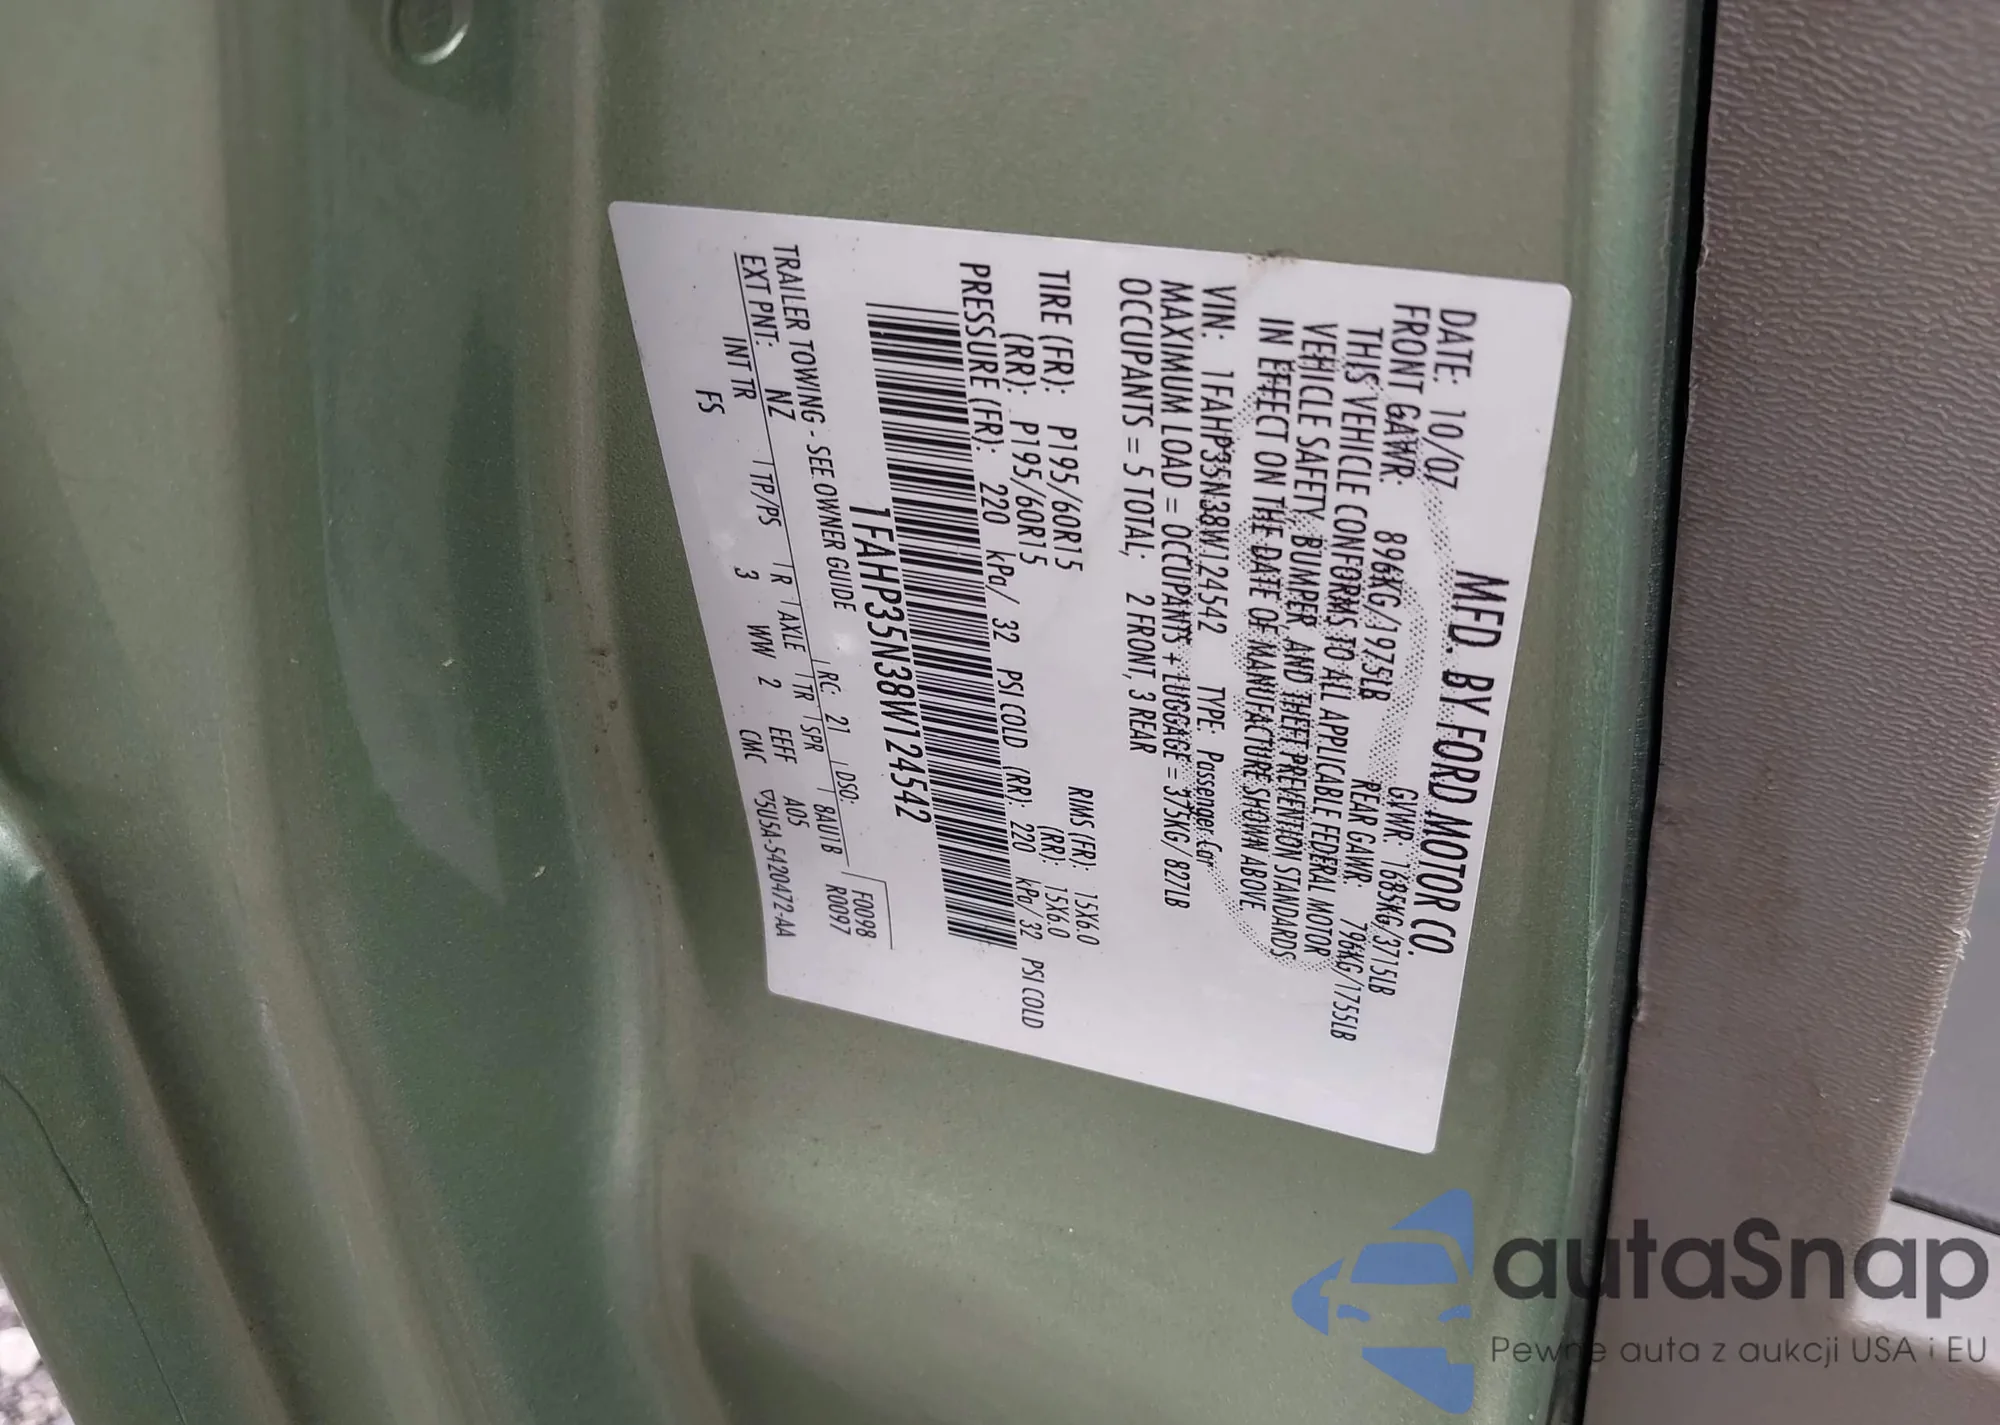 MFD. BY FORD MOTOR CO.
DATE: 10/07 GVWR: 1685KG/3715LB
FRONT GAWR: 896KG/1975LB REAR GAWR: 796KG/1755LB
THIS VEHICLE CONFORMS TO ALL APPLICABLE FEDERAL MOTOR
VEHICLE SAFETY, BUMPER, AND THEFT PREVENTION STANDARDS
IN EFFECT ON THE DATE OF MANUFACTURE SHOWN ABOVE.
VIN: 1FAHP35N38W124542 TYPE: Passenger Car
MAXIMUM LOAD = OCCUPANTS + LUGGAGE = 375KG/827LB
OCCUPANTS = 5 TOTAL; 2 FRONT, 3 REAR
TIRE (FR): P195/60R15 RIMS (FR): 15X6.0
(RR): P195/60R15 (RR): 15X6.0
PRESSURE (FR): 220 kPa/ 32 PSI COLD (RR): 220 kPa/ 32 PSI COLD
1FAHP35N38W124542
F0098
TRAILER TOWING - SEE OWNER GUIDE R0097
EXT PNT: NZ RC: 21 DSO:
INT TR TP/PS R AXLE TR SPR 8AU1B
FS 3 WW 2 EEFF A05
CMC ▽5U5A-5420472-AA
autaSnap
Pewne auta z aukcji USA i EU